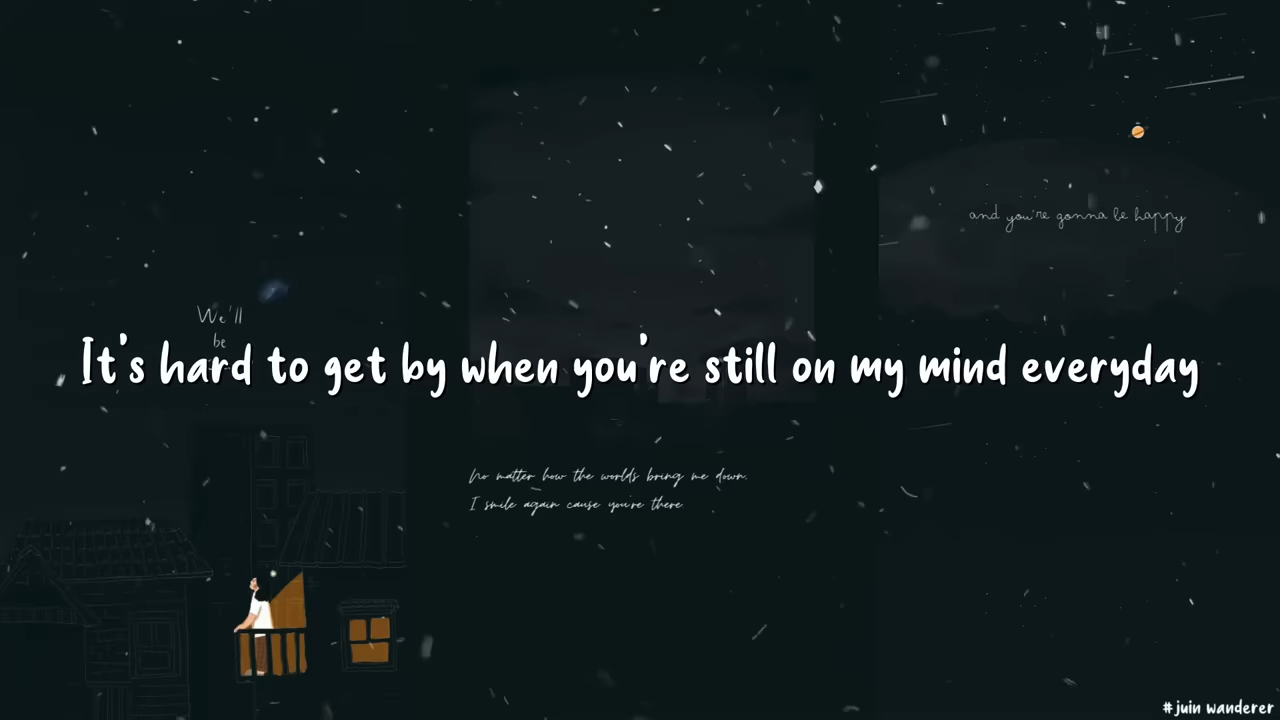 and you're gonna be happy
We'll
be
It's hard to get by when you're still on my mind everyday
No matter how the worlds bring me down.
I smile again cause you're there
#juin wanderer